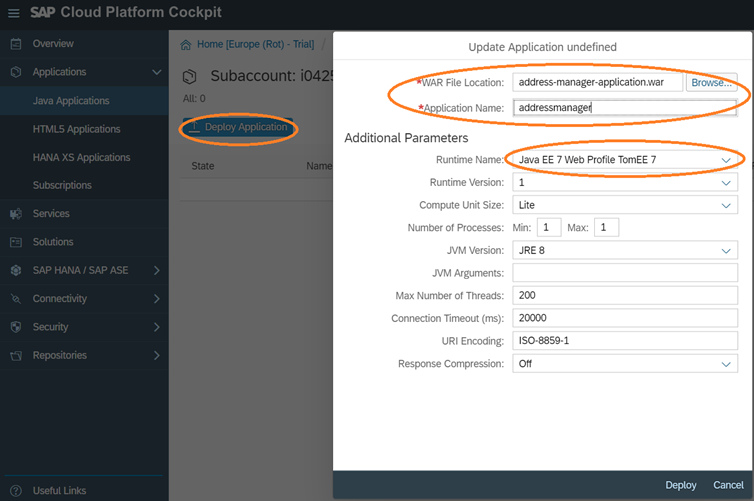 SAP Cloud Platform Cockpit
Overview
Applications
Java Applications
HTML5 Applications
HANA XS Applications
Subscriptions
Services
Solutions
SAP HANA / SAP ASE
Connectivity
Security
Repositories
Useful Links
Home [Europe (Rot) - Trial] /
Subaccount: i0425
All: 0
Deploy Application
State Name
Update Application undefined
*WAR File Location: address-manager-application.war Browse...
*Application Name: addressmanager
Additional Parameters
Runtime Name: Java EE 7 Web Profile TomEE 7
Runtime Version: 1
Compute Unit Size: Lite
Number of Processes: Min: 1 Max: 1
JVM Version: JRE 8
JVM Arguments:
Max Number of Threads: 200
Connection Timeout (ms): 20000
URI Encoding: ISO-8859-1
Response Compression: Off
Deploy Cancel